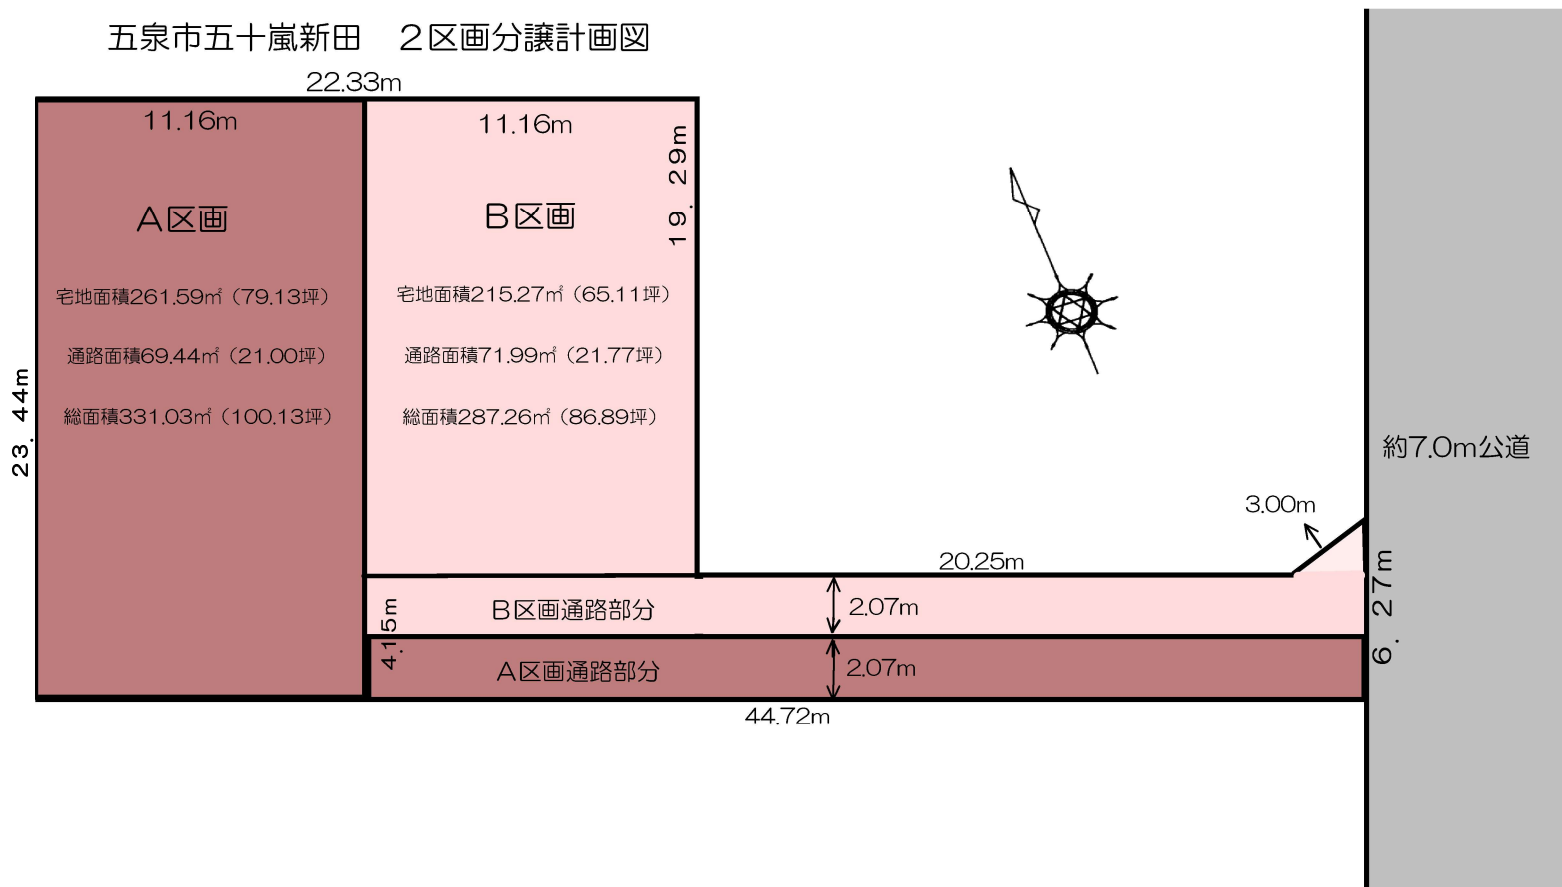 五泉市五十嵐新田　２区画分譲計画図
22.33m
11.16m
11.16m
19.29m
A区画
B区画
宅地面積261.59㎡（79.13坪）
宅地面積215.27㎡（65.11坪）
通路面積69.44㎡（21.00坪）
通路面積71.99㎡（21.77坪）
総面積331.03㎡（100.13坪）
総面積287.26㎡（86.89坪）
23.44m
約7.0m公道
3.00m
20.25m
6.27m
B区画通路部分
2.07m
4.15m
A区画通路部分
2.07m
44.72m